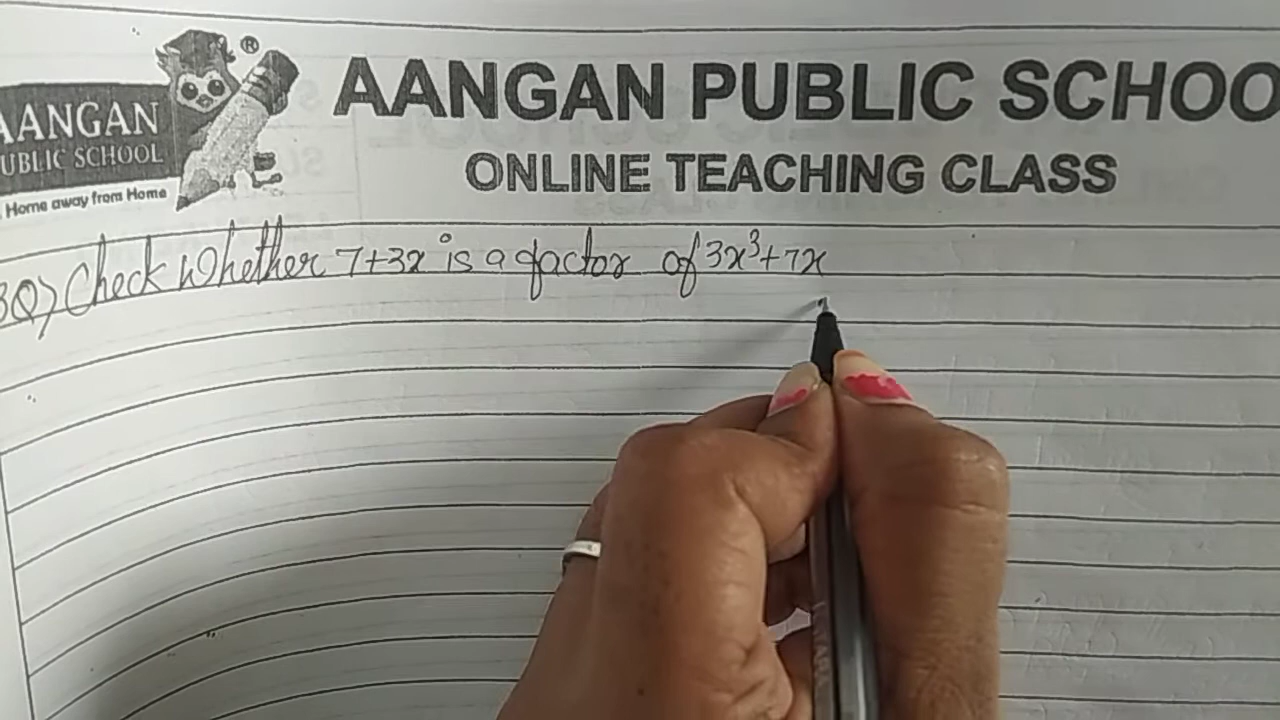 AANGAN
UBLIC SCHOOL
Home away from Home
®
AANGAN PUBLIC SCHOO
ONLINE TEACHING CLASS
3Q) Check Whether 7+3x is a factor of 3x³+7x